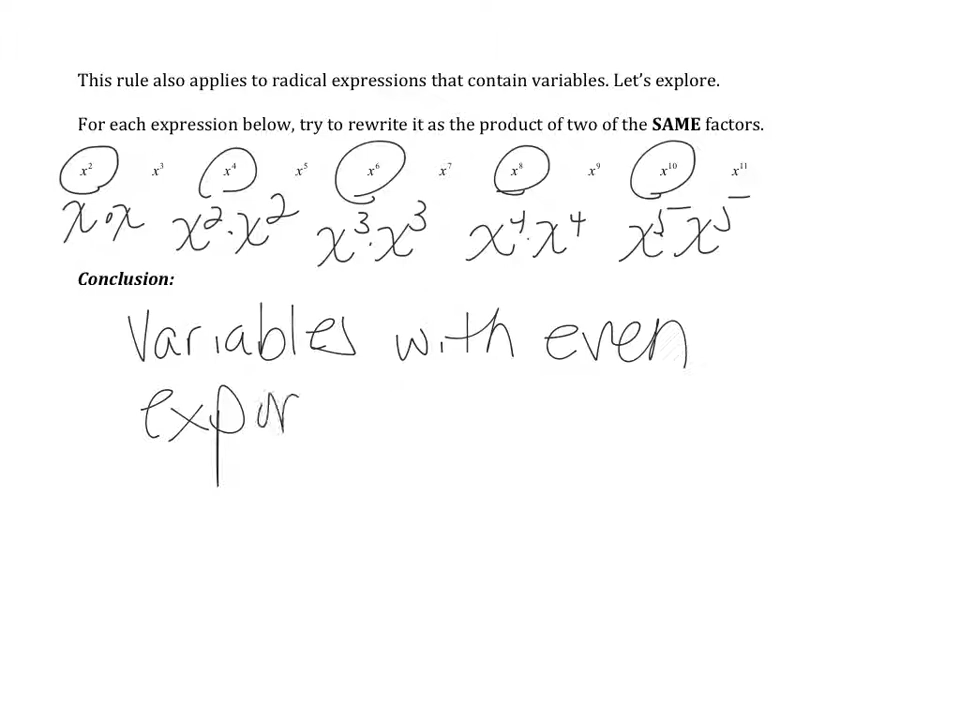 This rule also applies to radical expressions that contain variables. Let's explore.
For each expression below, try to rewrite it as the product of two of the SAME factors.
x² x³ x⁴ x⁵ x⁶ x⁷ x⁸ x⁹ x¹⁰ x¹¹
x·x x²·x² x³·x³ x⁴·x⁴ x⁵·x⁵
Conclusion:
Variables with even
expon